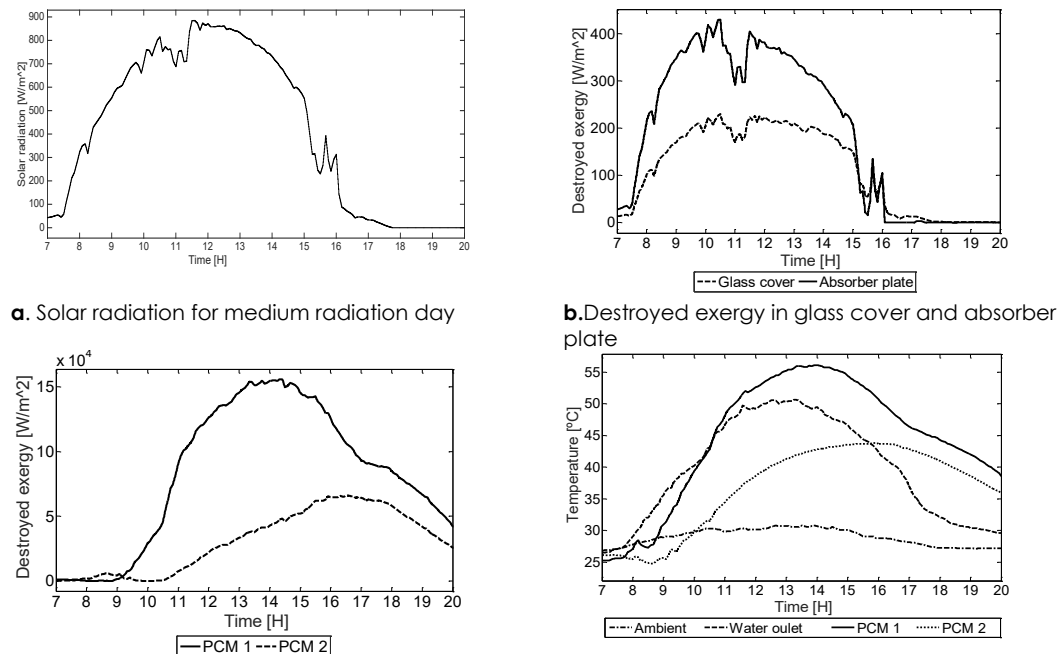 900
800
700
600
500
400
300
200
100
0
Solar radiation [W/m^2]
7 8 9 10 11 12 13 14 15 16 17 18 19 20
Time [H]
400
300
200
100
0
Destroyed exergy [W/m^2]
7 8 9 10 11 12 13 14 15 16 17 18 19 20
Time [H]
Glass cover Absorber plate
a. Solar radiation for medium radiation day
b.Destroyed exergy in glass cover and absorber
plate
x 10^4
15
10
5
0
Destroyed exergy [W/m^2]
7 8 9 10 11 12 13 14 15 16 17 18 19 20
Time [H]
PCM 1 PCM 2
55
50
45
40
35
30
25
Temperature [ºC]
7 8 9 10 11 12 13 14 15 16 17 18 19 20
Time [H]
Ambient Water oulet PCM 1 PCM 2